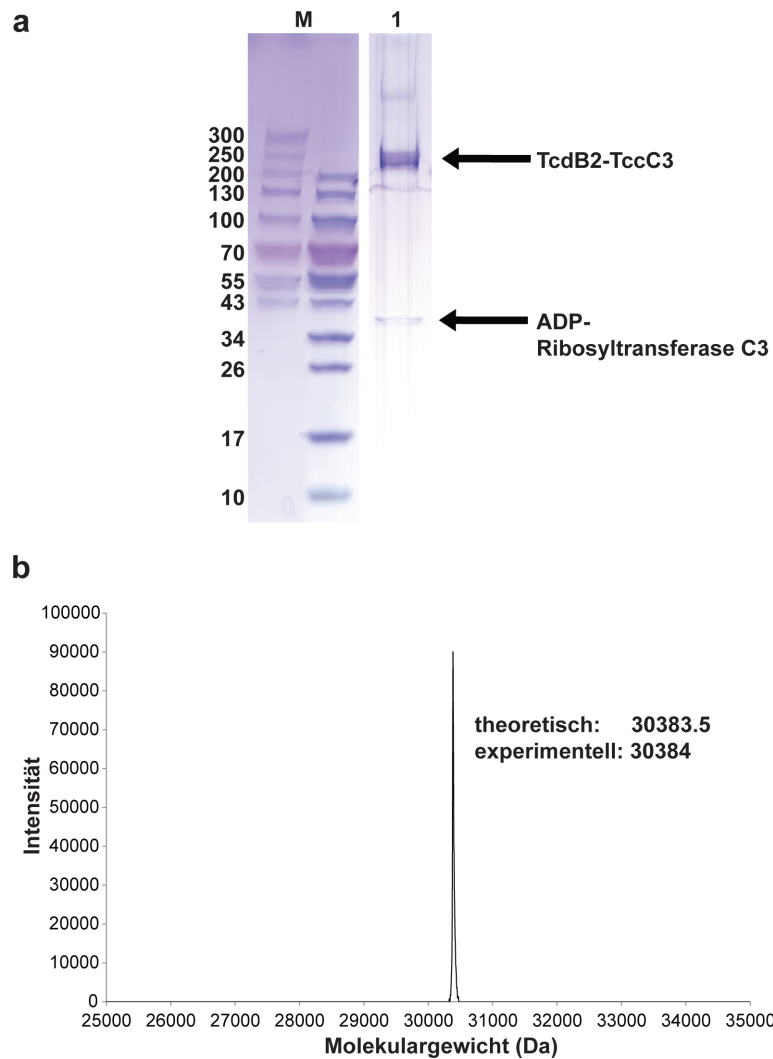 a
M 1
300
250
200
130
100
70
55
43
34
26
17
10
TcdB2-TccC3
ADP-
Ribosyltransferase C3
b
100000
90000
80000
70000
60000
50000
40000
30000
20000
10000
0
Intensität
theoretisch: 30383.5
experimentell: 30384
25000 26000 27000 28000 29000 30000 31000 32000 33000 34000 35000
Molekulargewicht (Da)